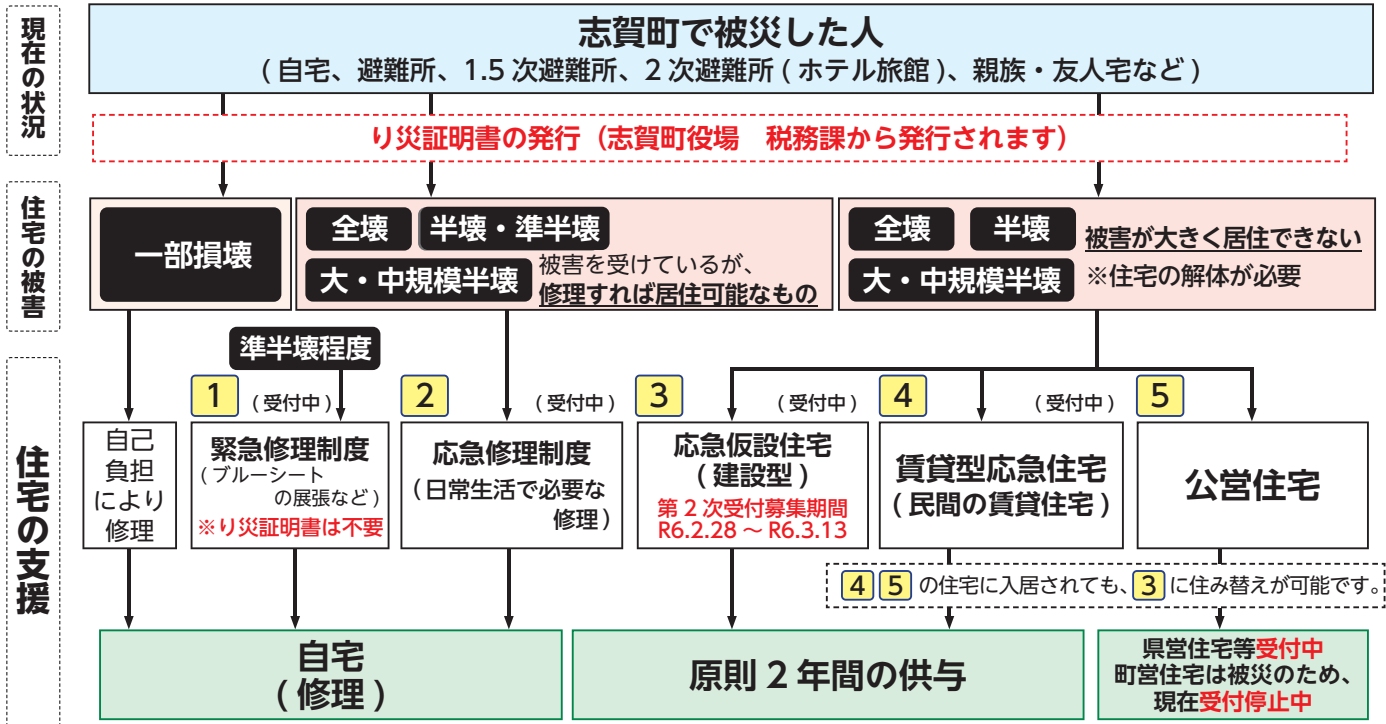 現在の状況
志賀町で被災した人
( 自宅、避難所、1.5 次避難所、2 次避難所 ( ホテル旅館 )、親族・友人宅など )
り災証明書の発行（志賀町役場　税務課から発行されます）
住宅の被害
一部損壊
全壊
半壊・準半壊
大・中規模半壊
被害を受けているが、
修理すれば居住可能なもの
全壊
半壊
大・中規模半壊
被害が大きく居住できない
※住宅の解体が必要
住宅の支援
準半壊程度
1
( 受付中 )
2
( 受付中 )
3
( 受付中 )
4
( 受付中 )
5
自己
負担
により
修理
緊急修理制度
( ブルーシート
の展張など )
※り災証明書は不要
応急修理制度
(日常生活で必要な
修理 )
応急仮設住宅
( 建設型 )
第 2 次受付募集期間
R6.2.28 ～ R6.3.13
賃貸型応急住宅
( 民間の賃貸住宅 )
公営住宅
4 5 の住宅に入居されても、3 に住み替えが可能です。
自宅
( 修理 )
原則 2 年間の供与
県営住宅等受付中
町営住宅は被災のため、
現在受付停止中